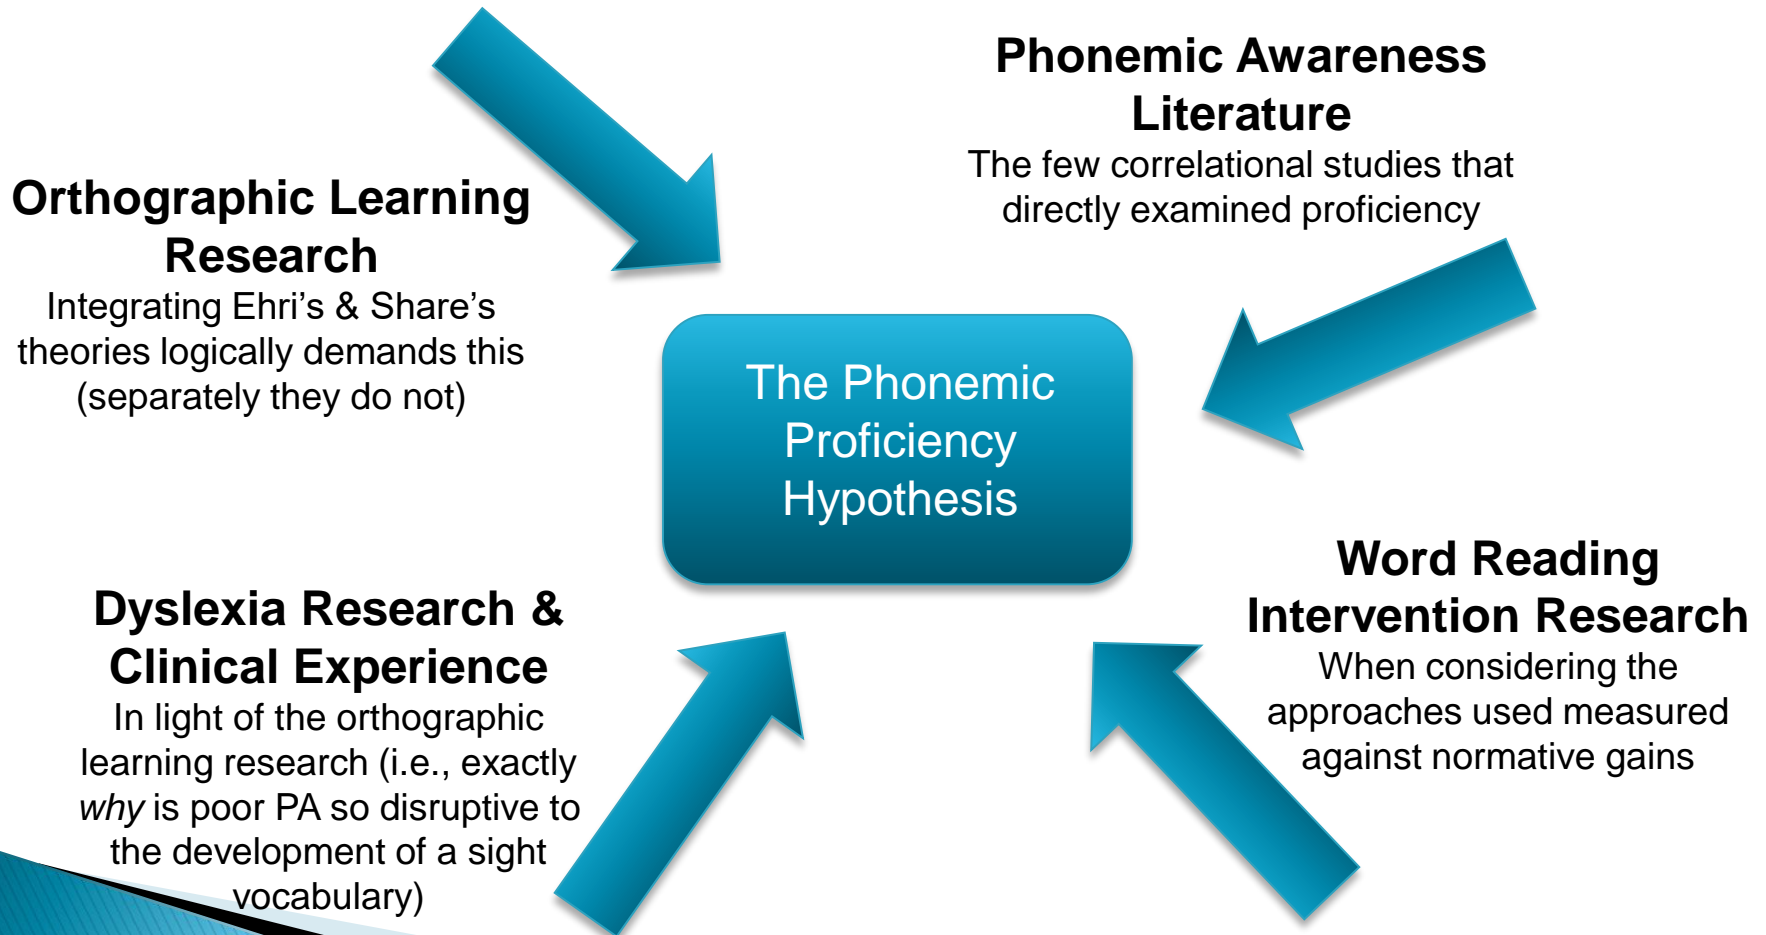 Orthographic Learning
Research
Integrating Ehri’s & Share’s
theories logically demands this
(separately they do not)
Phonemic Awareness
Literature
The few correlational studies that
directly examined proficiency
The Phonemic
Proficiency
Hypothesis
Dyslexia Research &
Clinical Experience
In light of the orthographic
learning research (i.e., exactly
why is poor PA so disruptive to
the development of a sight
vocabulary)
Word Reading
Intervention Research
When considering the
approaches used measured
against normative gains